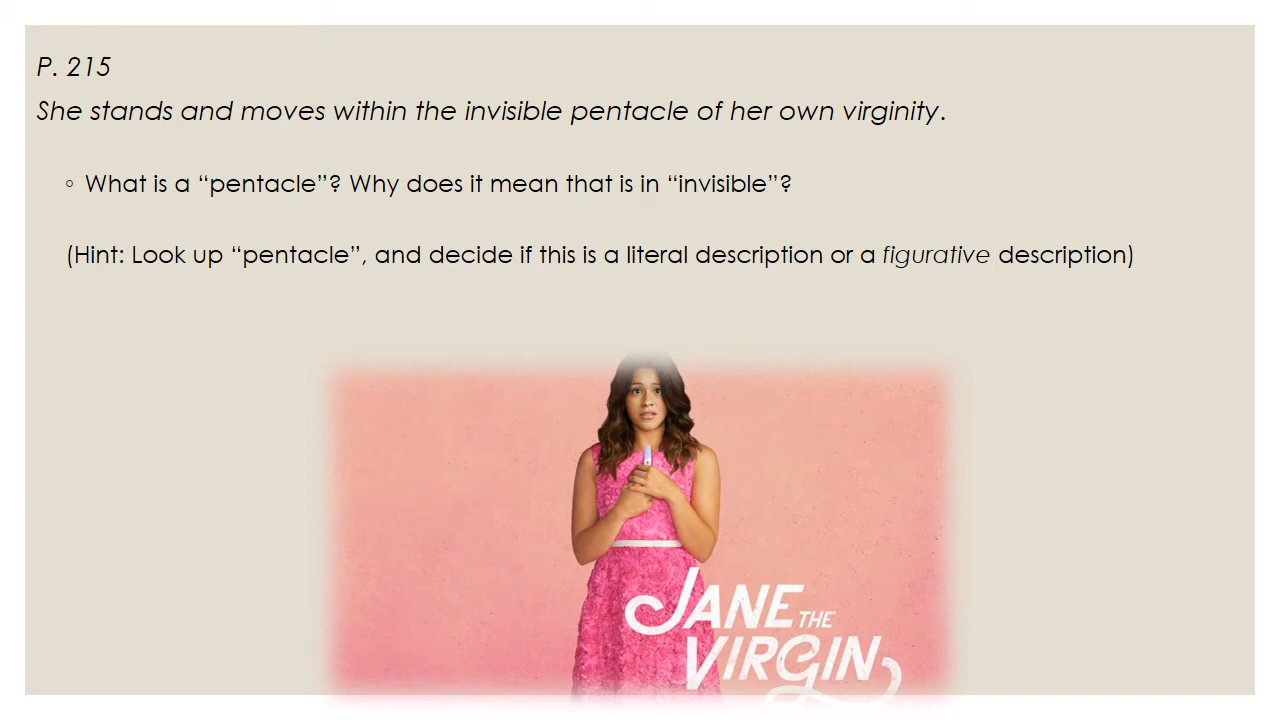 P. 215
She stands and moves within the invisible pentacle of her own virginity.
◦ What is a “pentacle”? Why does it mean that is in “invisible”?
(Hint: Look up “pentacle”, and decide if this is a literal description or a figurative description)
JANE THE
VIRGIN